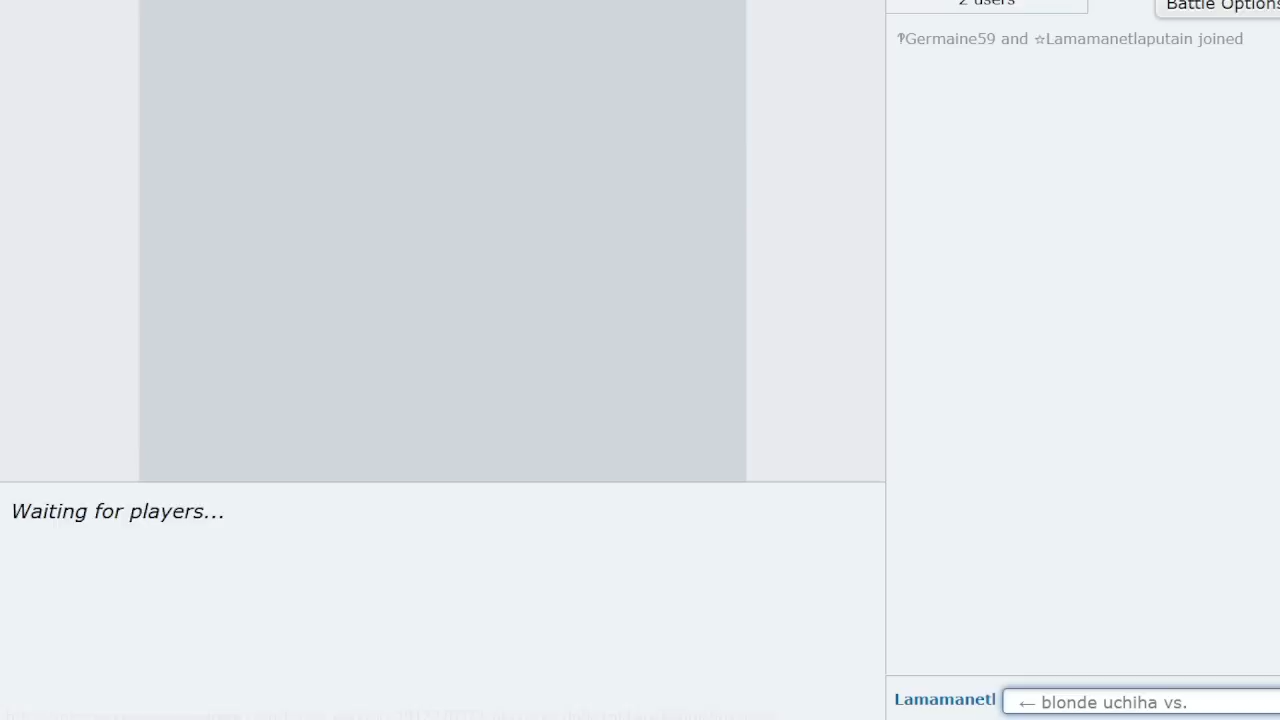 2 users
Battle Options
‽Germaine59 and ☆Lamamanetlaputain joined
Waiting for players...
Lamamanetl
← blonde uchiha vs.